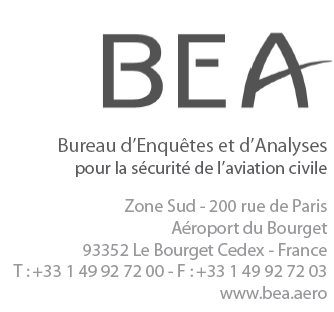 BEA
Bureau d'Enquêtes et d'Analyses
pour la sécurité de l'aviation civile
Zone Sud - 200 rue de Paris
Aéroport du Bourget
93352 Le Bourget Cedex - France
T : +33 1 49 92 72 00 - F : +33 1 49 92 72 03
www.bea.aero